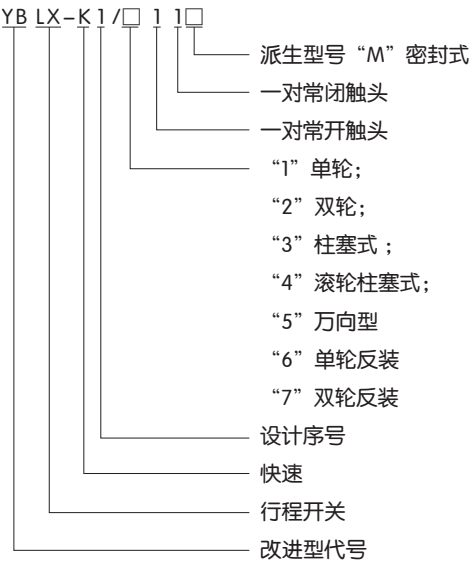 YB LX-K1/□ 1 1□
派生型号“M”密封式
一对常闭触头
一对常开触头
“1”单轮；
“2”双轮；
“3”柱塞式；
“4”滚轮柱塞式；
“5”万向型
“6”单轮反装
“7”双轮反装
设计序号
快速
行程开关
改进型代号